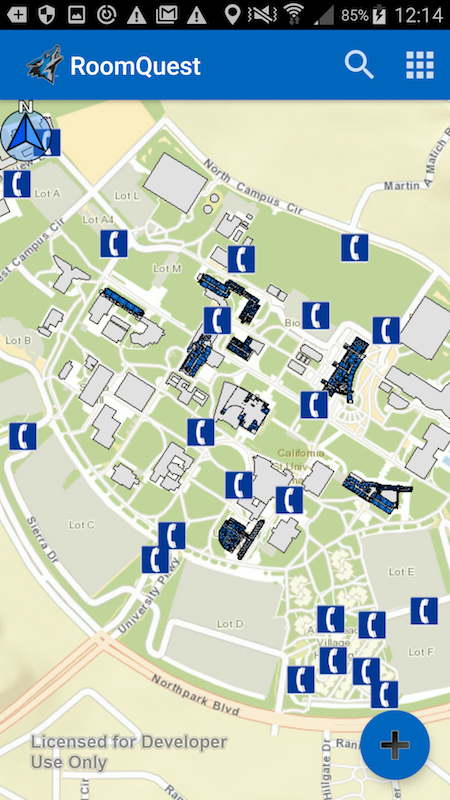 85% 12:14
RoomQuest
N
Lot A
Lot L
North Campus Cir
Martin A Matich
Lot A4
est Campus Cir
Lot M
Bio
Lot B
California
t Univ
Lot C
Sierra Dr
University Pkwy
Lot E
Lot D
Village
Lot F
Northpark Blvd
Licensed for Developer
Use Only
Hillgate Dr
Ran